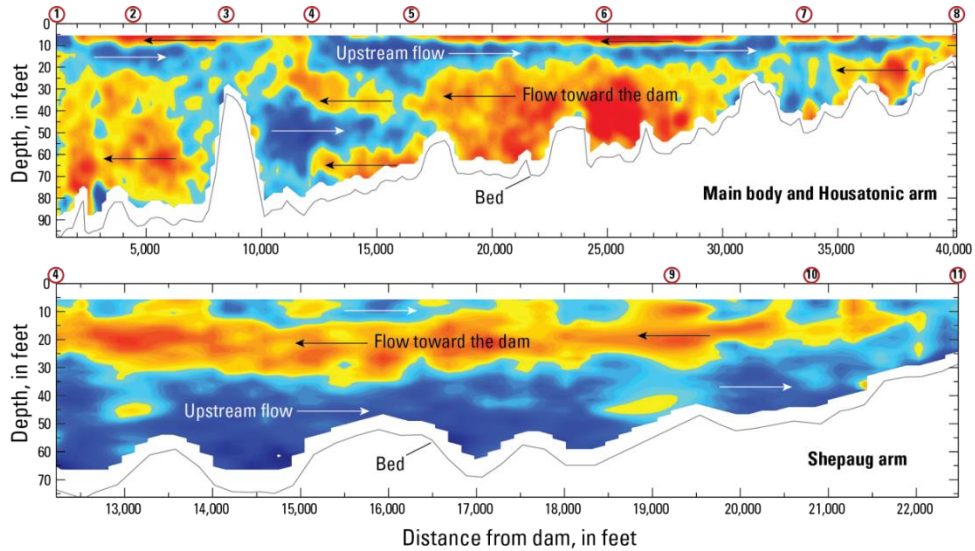 1 2 3 4 5 6 7 8
0
10
20
30
40
50
60
70
80
90
Depth, in feet
Upstream flow
Flow toward the dam
Bed
Main body and Housatonic arm
5,000 10,000 15,000 20,000 25,000 30,000 35,000 40,000
4 9 10 11
0
10
20
30
40
50
60
70
Depth, in feet
Flow toward the dam
Upstream flow
Bed
Shepaug arm
13,000 14,000 15,000 16,000 17,000 18,000 19,000 20,000 21,000 22,000
Distance from dam, in feet